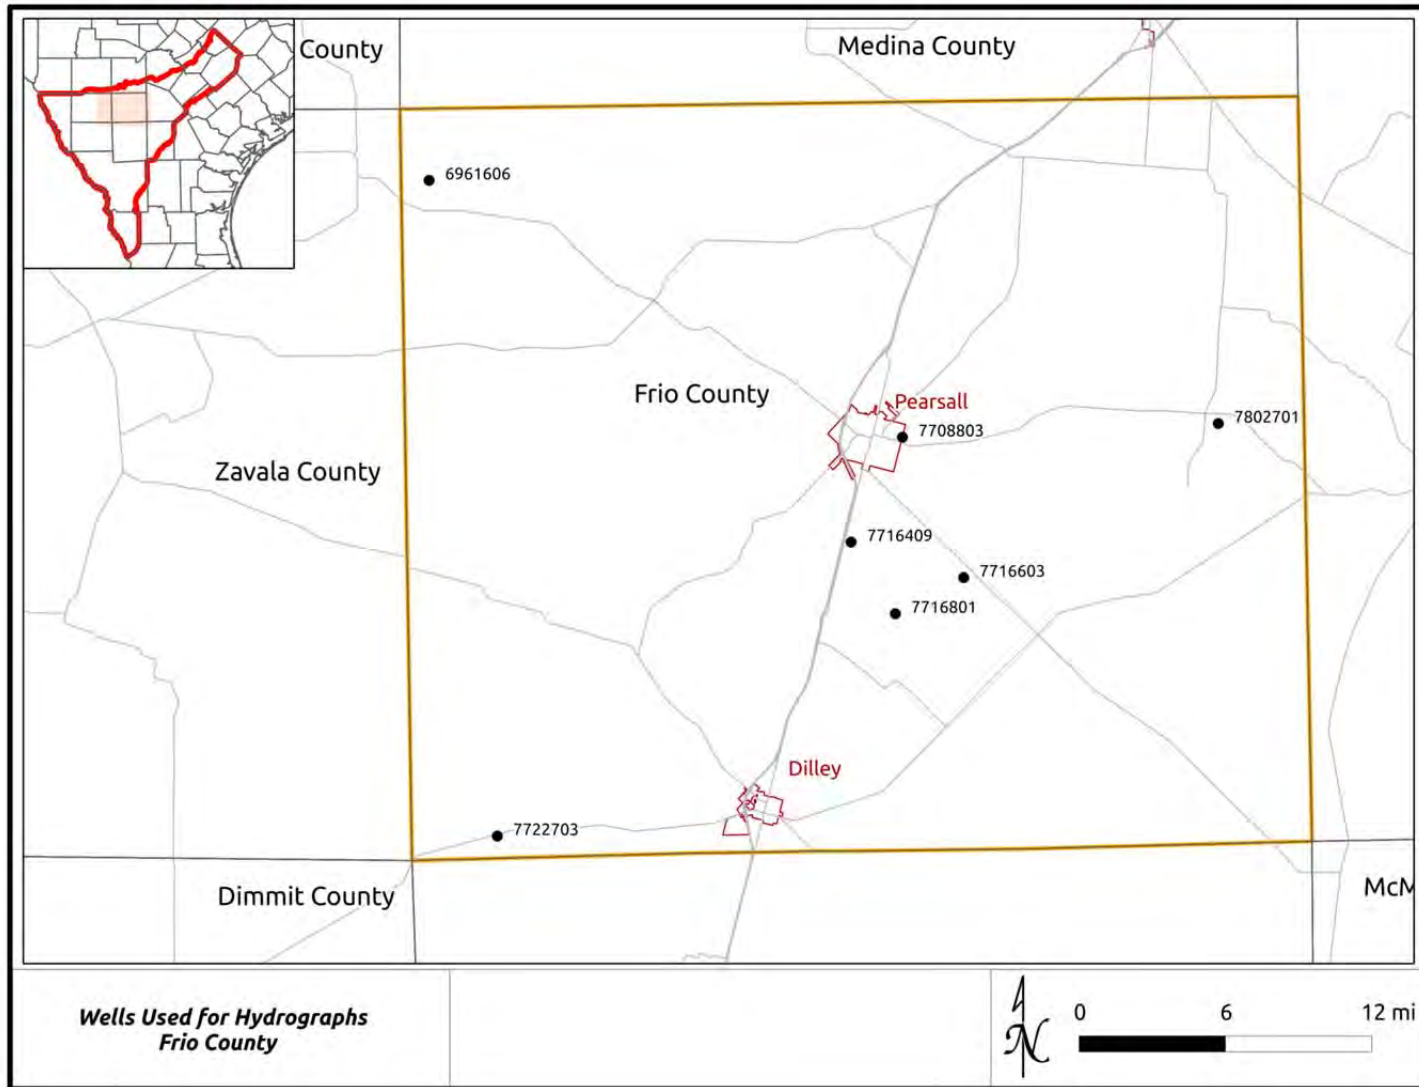 County
Medina County
6961606
Frio County
Pearsall
7708803
7802701
Zavala County
7716409
7716603
7716801
Dilley
7722703
Dimmit County
McM
Wells Used for Hydrographs
Frio County
N
0 6 12 mi